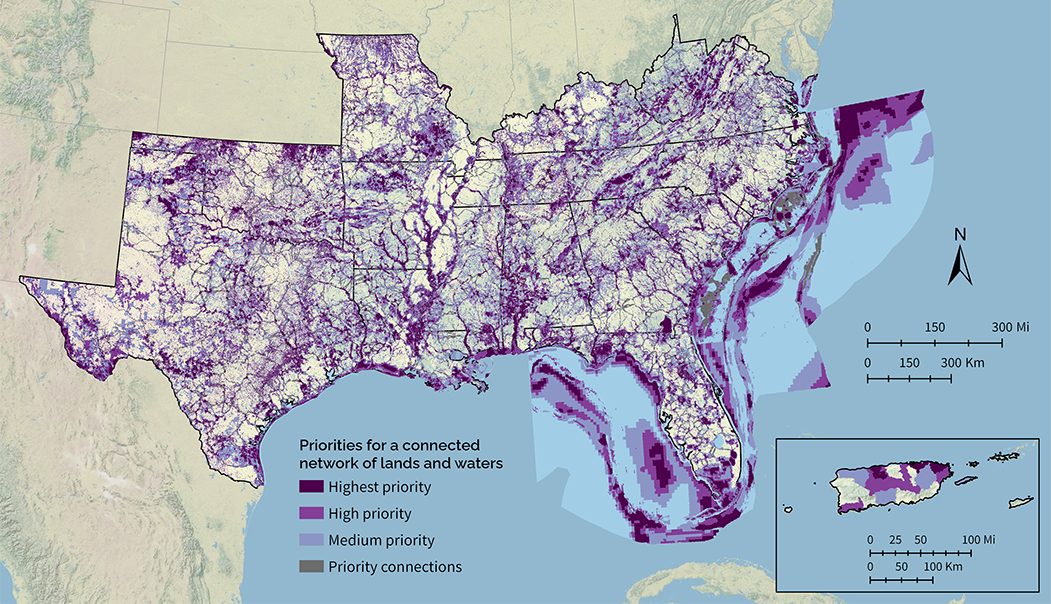 N
0 150 300 Mi
0 150 300 Km
Priorities for a connected
network of lands and waters
Highest priority
High priority
Medium priority
Priority connections
0 25 50 100 Mi
0 50 100 Km